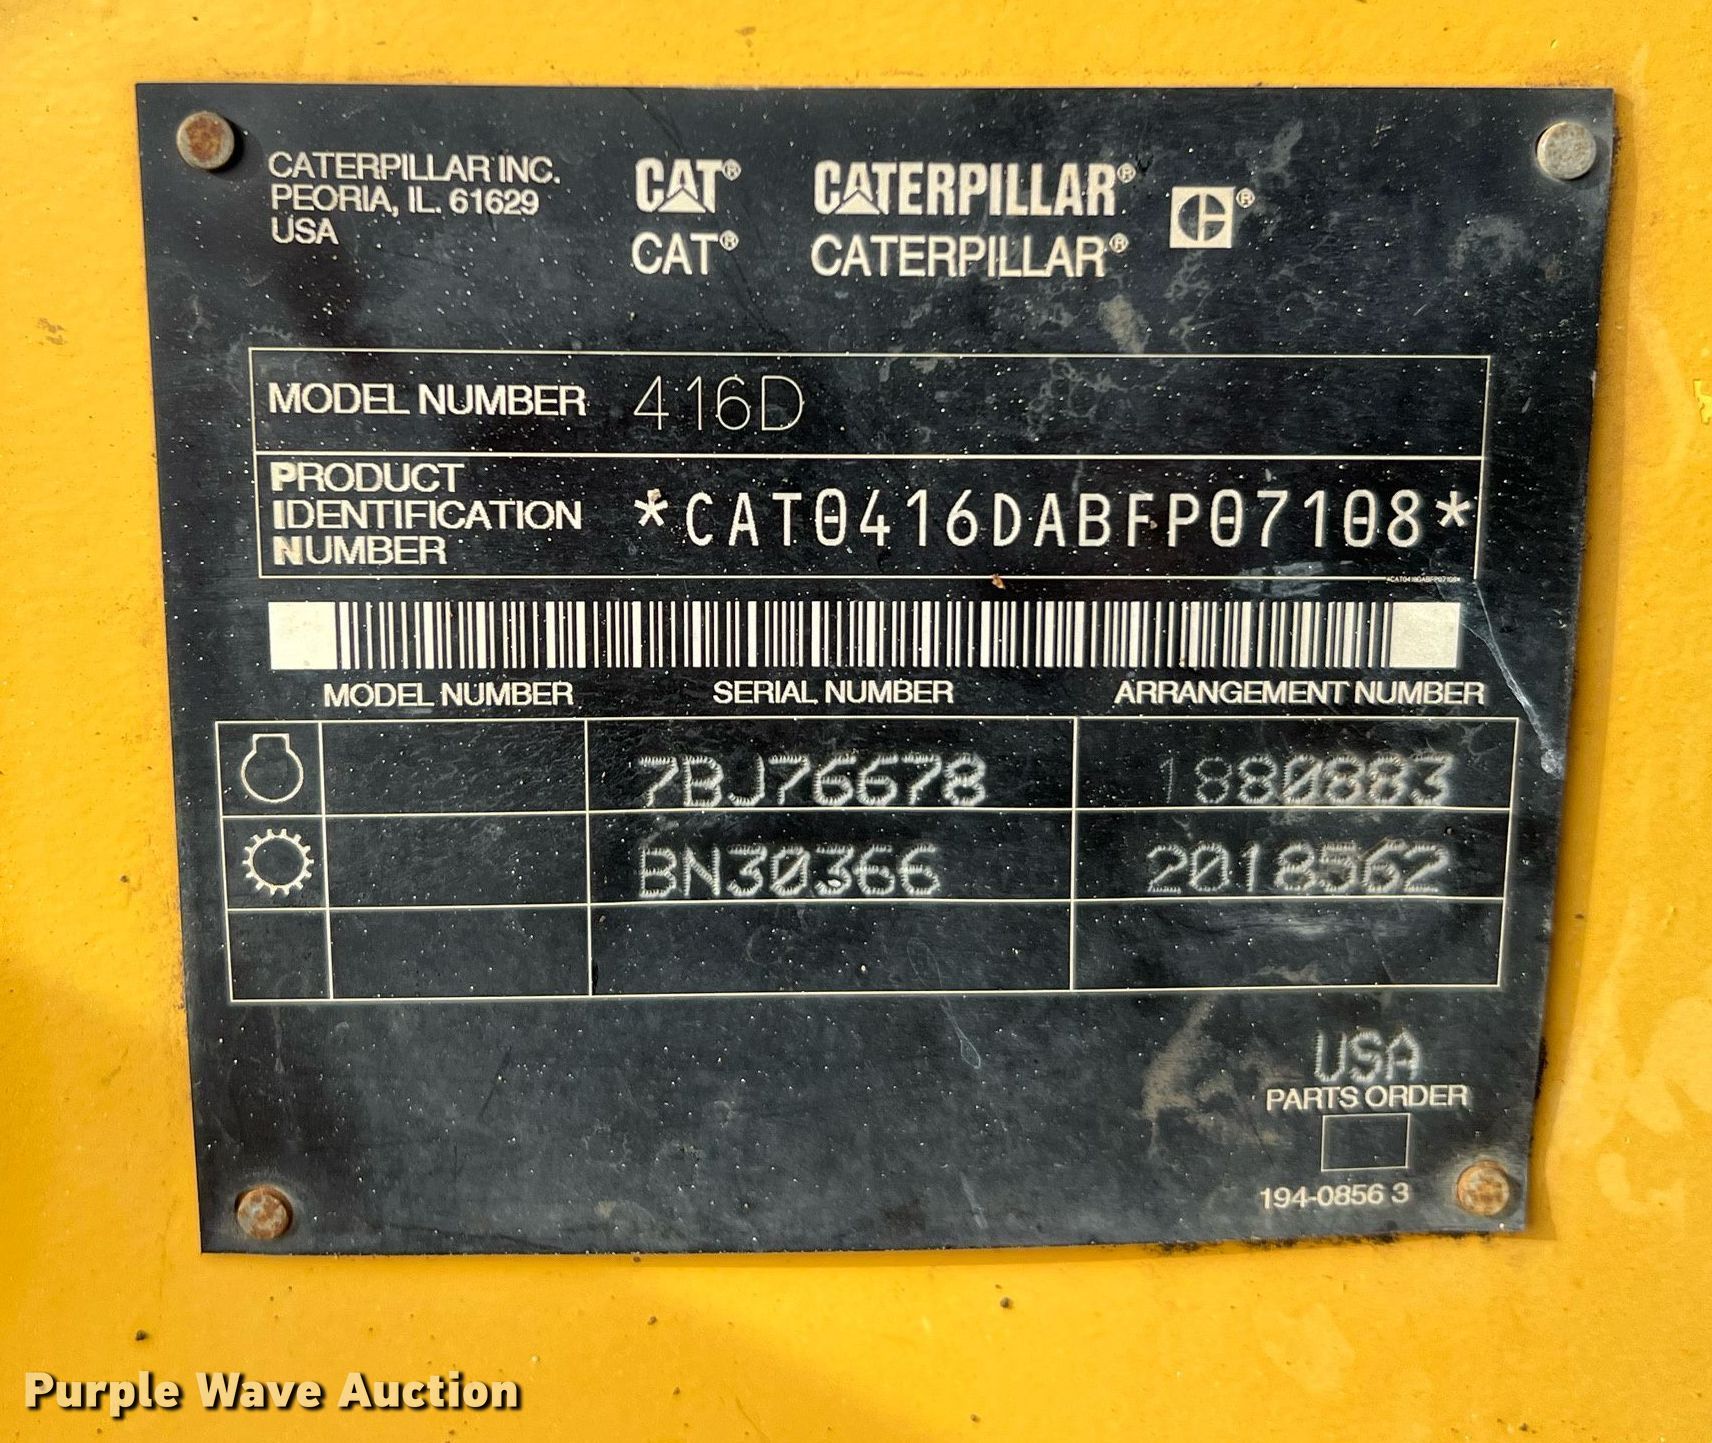 CATERPILLAR INC.
PEORIA, IL. 61629
USA
CAT® CATERPILLAR®
CAT® CATERPILLAR®
MODEL NUMBER 416D
PRODUCT
IDENTIFICATION
NUMBER
*CAT0416DABFP07108*
*CAT0416DABFP07108*
MODEL NUMBER SERIAL NUMBER ARRANGEMENT NUMBER
7BJ76678 1880883
BN30366 2018562
USA
PARTS ORDER
194-0856 3
Purple Wave Auction